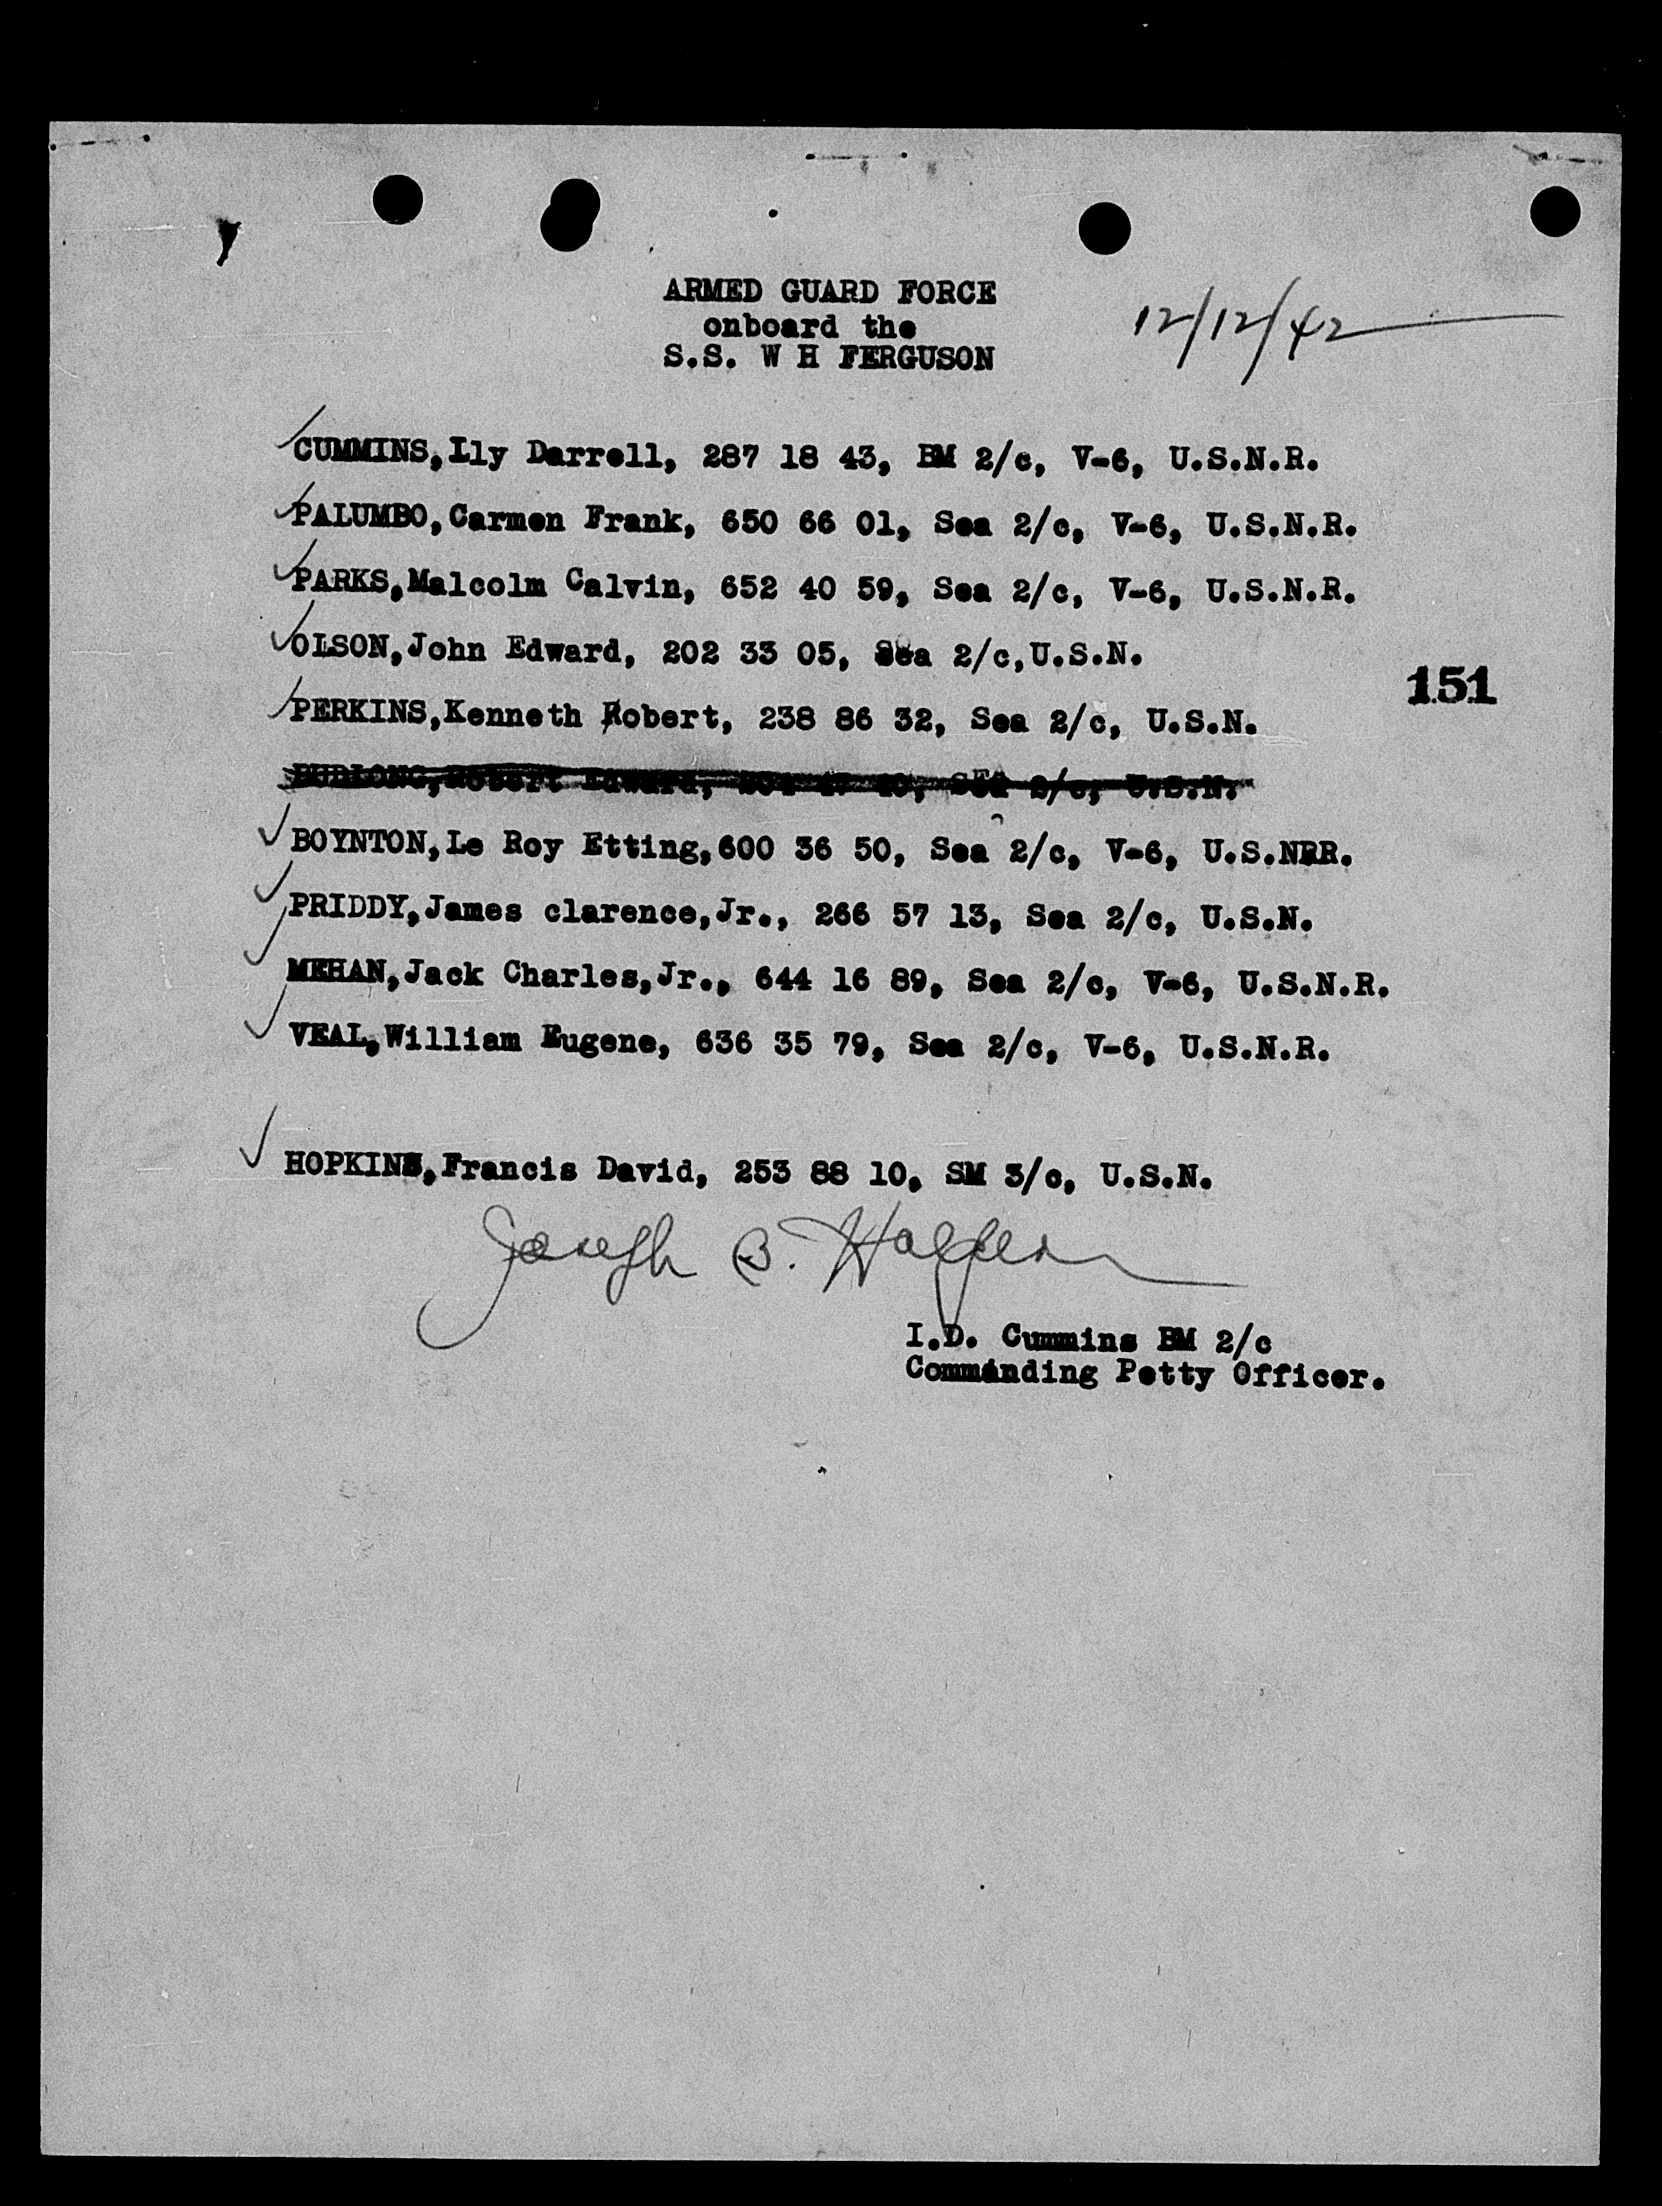 ARMED GUARD FORCE
onboard the
S.S. W H FERGUSON
12/12/42
CUMMINS,Ily Darrell, 287 18 43, BM 2/c, V-6, U.S.N.R.
PALUMBO,Carmen Frank, 650 66 01, Sea 2/c, V-6, U.S.N.R.
PARKS,Malcolm Calvin, 652 40 59, Sea 2/c, V-6, U.S.N.R.
OLSON,John Edward, 202 33 05, Sea 2/c,U.S.N.
151
PERKINS,Kenneth Robert, 238 86 32, Sea 2/c, U.S.N.
Robert Edward, 2/c, U.S.N.
BOYNTON,Le Roy Etting,600 36 50, Sea 2/c, V-6, U.S.NRR.
PRIDDY,James clarence,Jr., 266 57 13, Sea 2/c, U.S.N.
MEHAN,Jack Charles,Jr., 644 16 89, Sea 2/c, V-6, U.S.N.R.
VEAL,William Eugene, 636 35 79, Sea 2/c, V-6, U.S.N.R.
HOPKINS,Francis David, 253 88 10, SM 3/c, U.S.N.
Joseph B. Halpern
I.D. Cummins BM 2/c
Commanding Petty Officer.